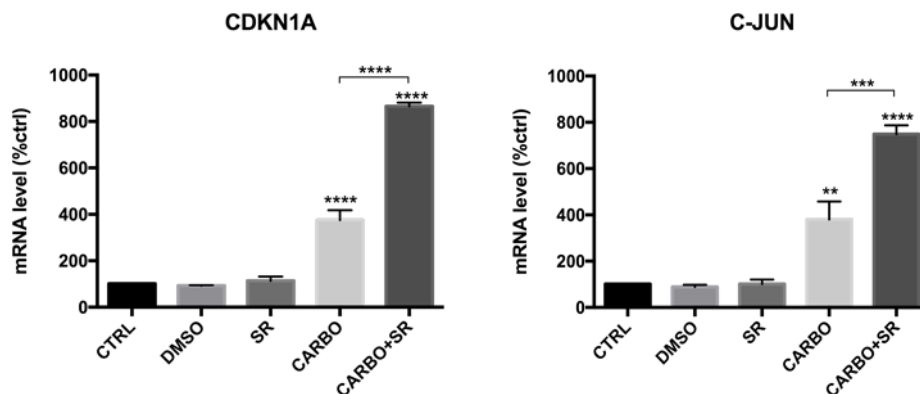 CDKN1A
mRNA level (%ctrl)
1000
800
600
400
200
0
****
****
****
CTRL
DMSO
SR
CARBO
CARBO+SR
C-JUN
mRNA level (%ctrl)
1000
800
600
400
200
0
***
****
**
CTRL
DMSO
SR
CARBO
CARBO+SR